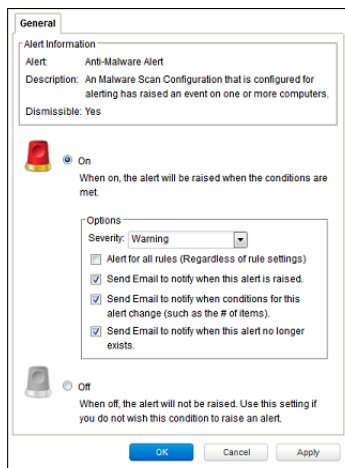 General
Alert Information
Alert: Anti-Malware Alert
Description: An Malware Scan Configuration that is configured for
alerting has raised an event on one or more computers.
Dismissible: Yes
On
When on, the alert will be raised when the conditions are
met.
Options
Severity: Warning
Alert for all rules (Regardless of rule settings)
Send Email to notify when this alert is raised.
Send Email to notify when conditions for this
alert change (such as the # of items).
Send Email to notify when this alert no longer
exists.
Off
When off, the alert will not be raised. Use this setting if
you do not wish this condition to raise an alert.
OK Cancel Apply